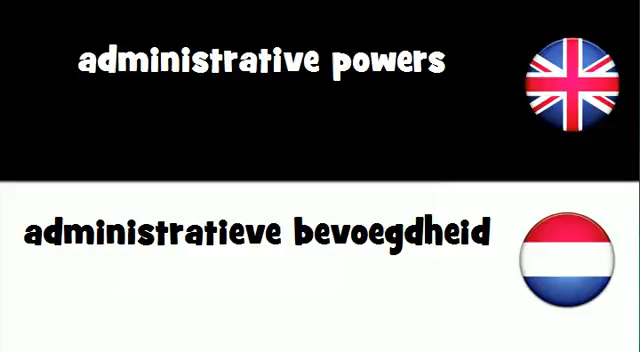 administrative powers
administratieve bevoegdheid